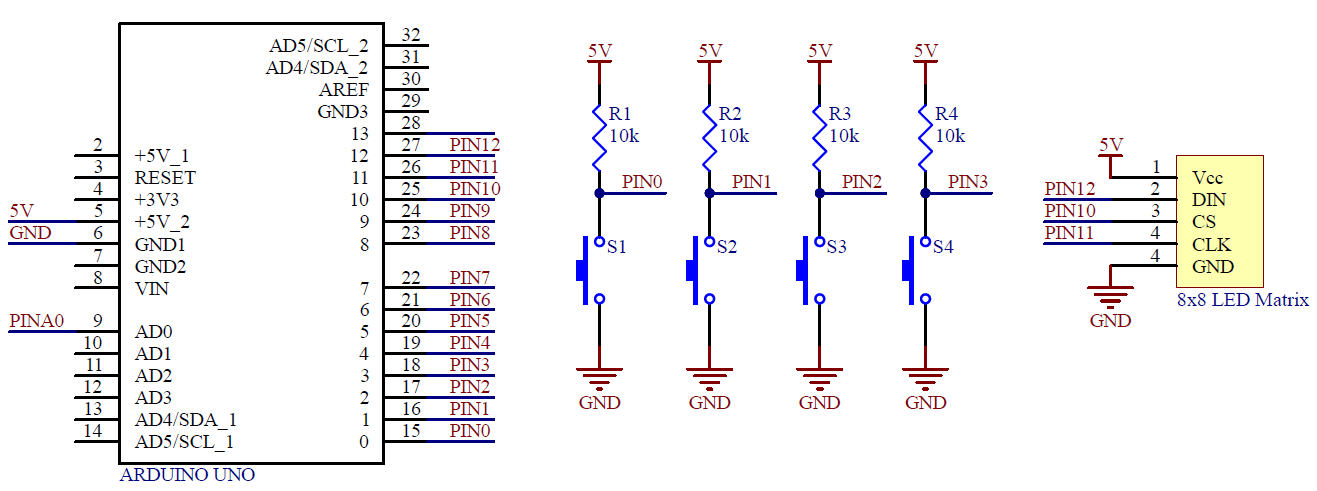 32
AD5/SCL_2
31
AD4/SDA_2
30
AREF
29
GND3
28
13
2
+5V_1
27
12
PIN12
3
RESET
26
11
PIN11
4
+3V3
25
10
PIN10
5V
5
+5V_2
24
9
PIN9
GND
6
GND1
23
8
PIN8
7
GND2
8
VIN
22
7
PIN7
21
6
PIN6
PINA0
9
AD0
20
5
PIN5
10
AD1
19
4
PIN4
11
AD2
18
3
PIN3
12
AD3
17
2
PIN2
13
AD4/SDA_1
16
1
PIN1
14
AD5/SCL_1
15
0
PIN0
ARDUINO UNO
5V
R1
10k
PIN0
S1
GND
5V
R2
10k
PIN1
S2
GND
5V
R3
10k
PIN2
S3
GND
5V
R4
10k
PIN3
S4
GND
5V
1
Vcc
PIN12
2
DIN
PIN10
3
CS
PIN11
4
CLK
4
GND
GND
8x8 LED Matrix